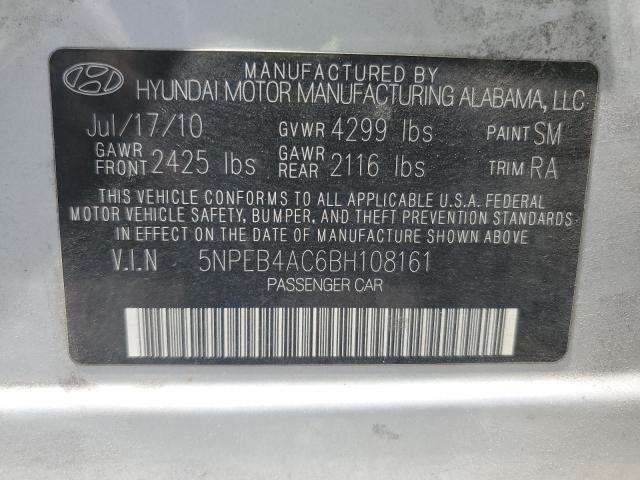 MANUFACTURED BY
HYUNDAI MOTOR MANUFACTURING ALABAMA, LLC
Jul/17/10 GVWR 4299 lbs PAINT SM
GAWR FRONT 2425 lbs GAWR REAR 2116 lbs TRIM RA
THIS VEHICLE CONFORMS TO ALL APPLICABLE U.S.A. FEDERAL
MOTOR VEHICLE SAFETY, BUMPER, AND THEFT PREVENTION STANDARDS
IN EFFECT ON THE DATE OF MANUFACTURE SHOWN ABOVE.
V.I.N 5NPEB4AC6BH108161
PASSENGER CAR